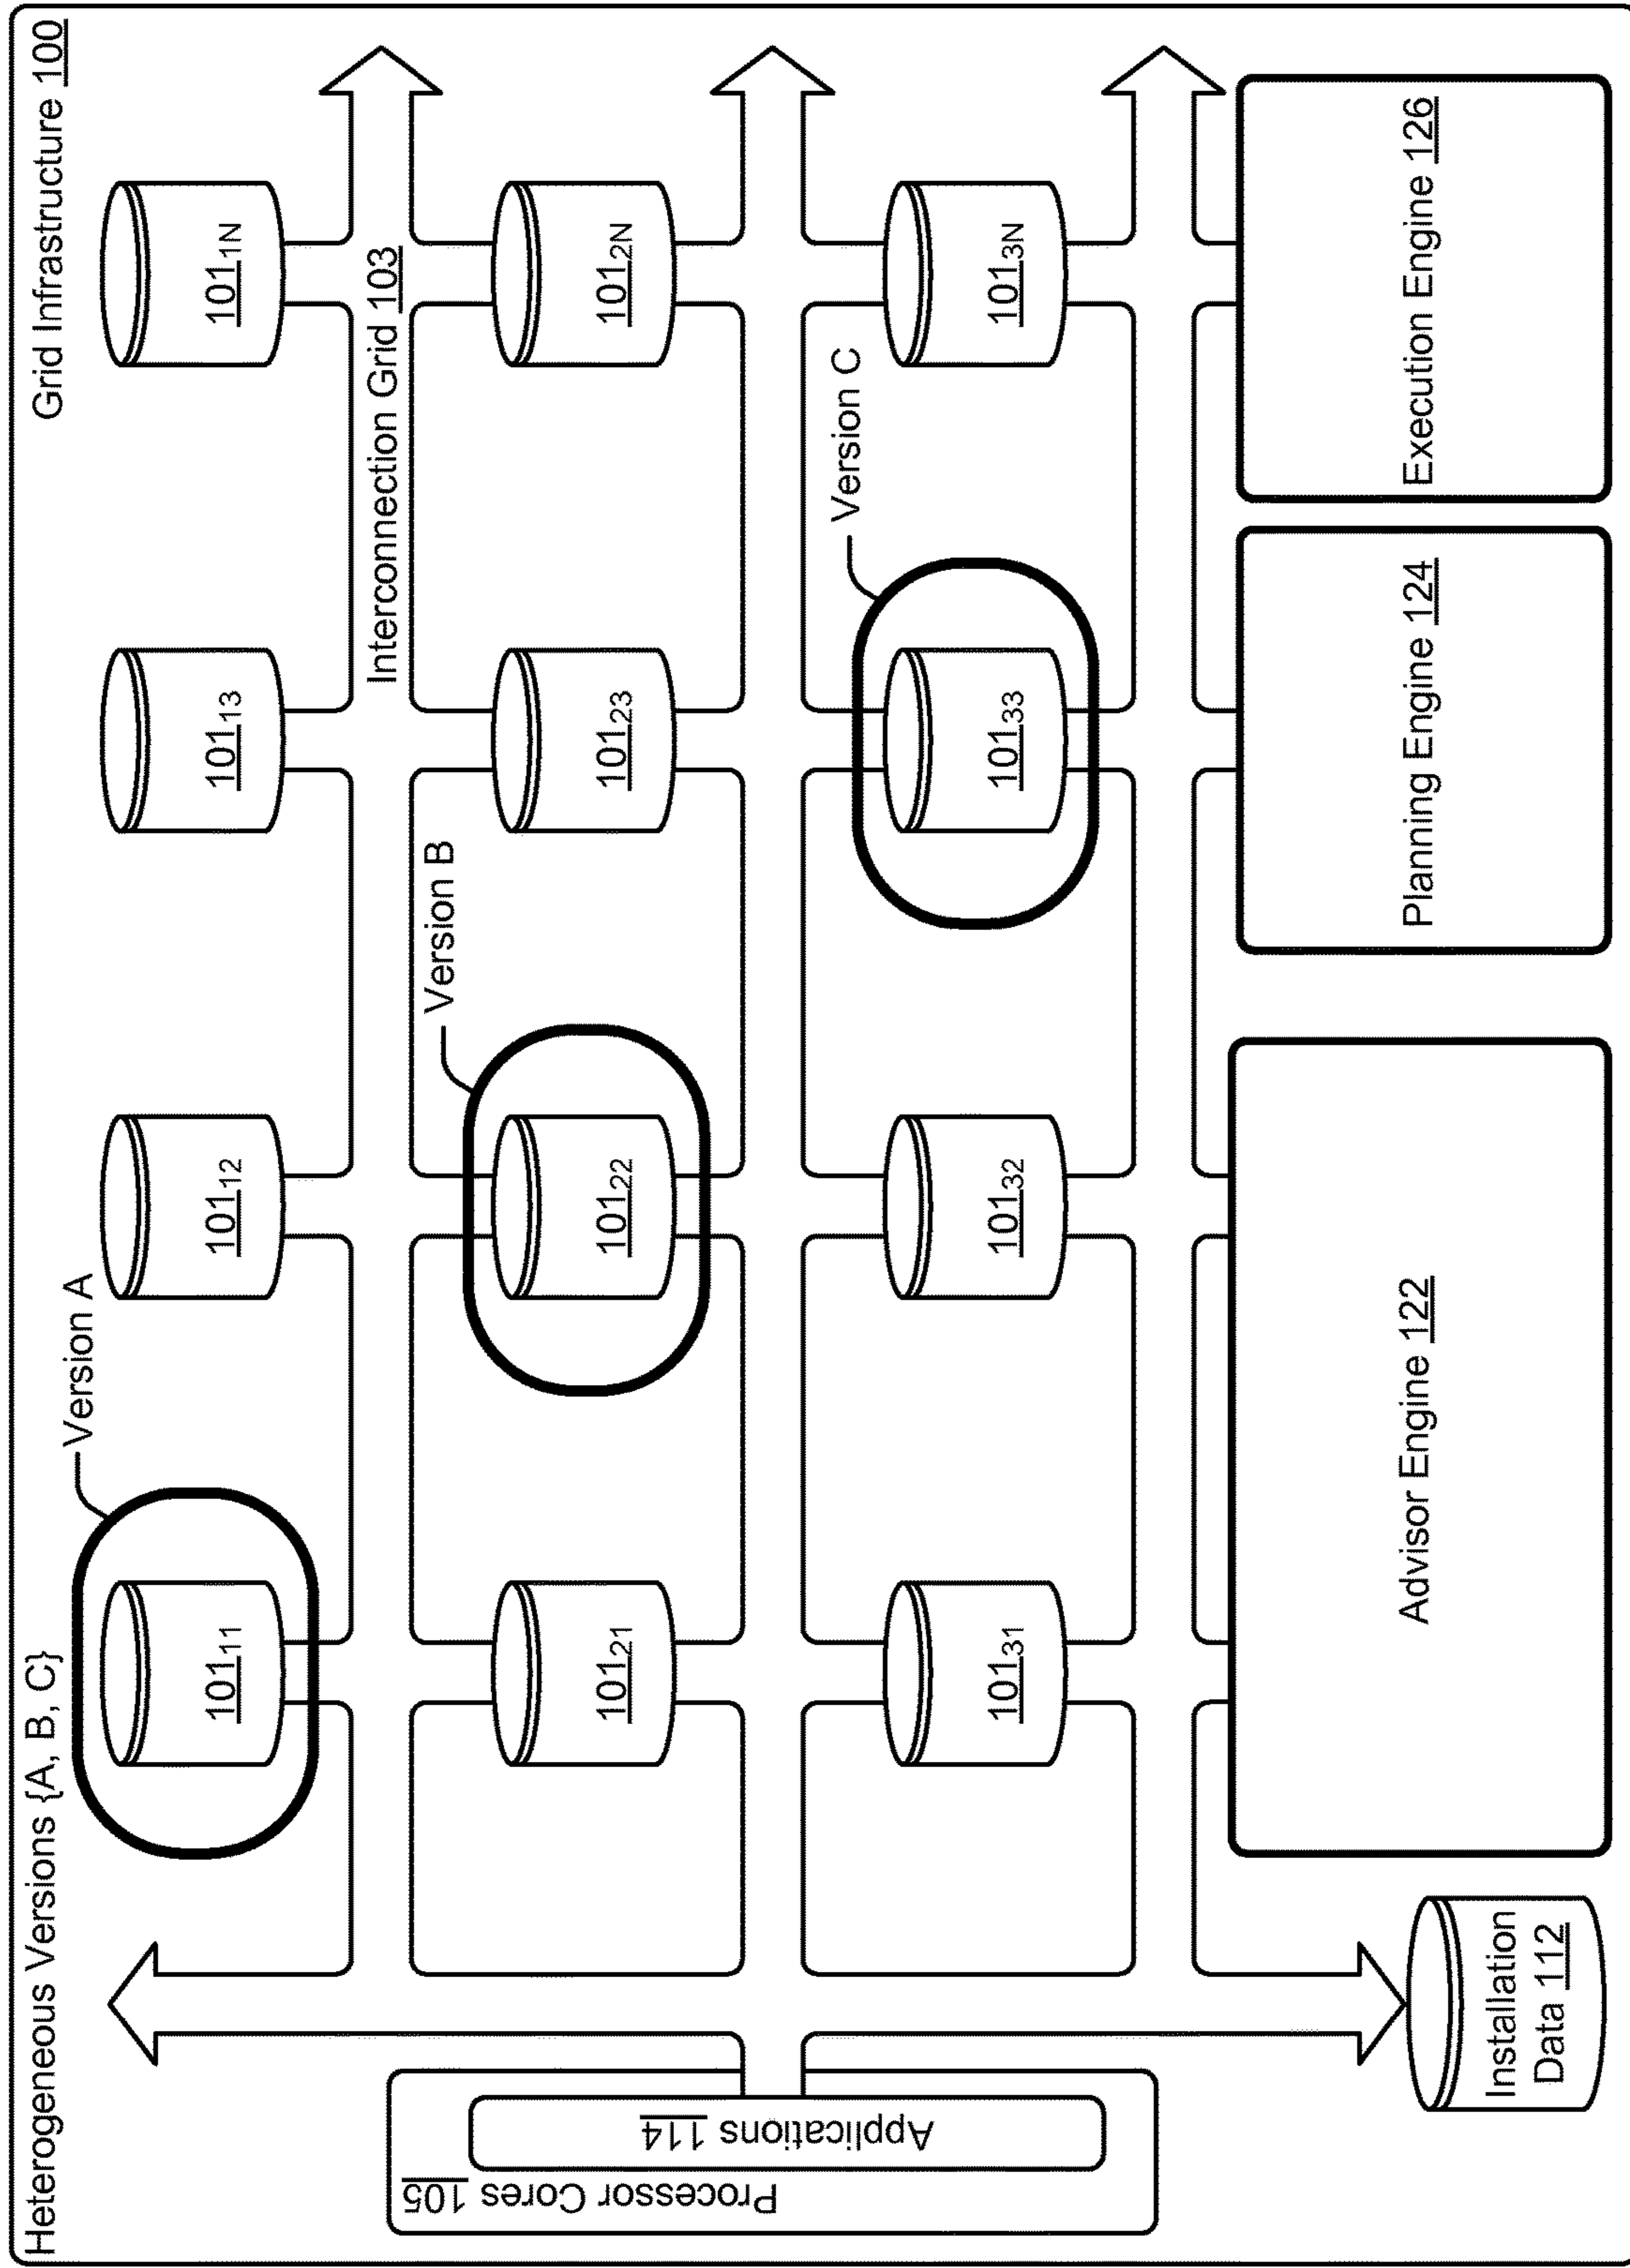 Heterogeneous Versions {A, B, C}
Grid Infrastructure 100
Version A
101₁₁
101₁₂
101₁₃
101₁ₙ
Interconnection Grid 103
Version B
101₂₁
101₂₂
101₂₃
101₂ₙ
Version C
101₃₁
101₃₂
101₃₃
101₃ₙ
Processor Cores 105
Applications 114
Installation
Data 112
Advisor Engine 122
Planning Engine 124
Execution Engine 126